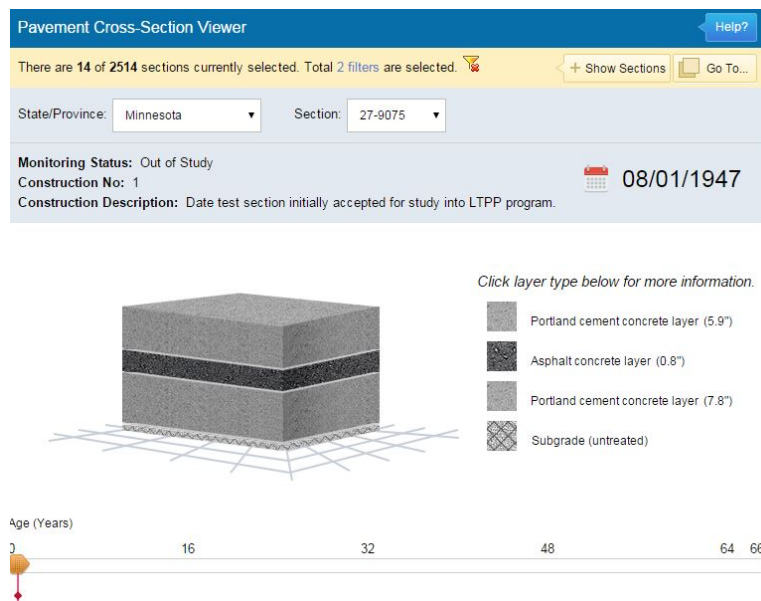 Pavement Cross-Section Viewer
Help?
There are 14 of 2514 sections currently selected. Total 2 filters are selected.
+ Show Sections
Go To...
State/Province: Minnesota
Section: 27-9075
Monitoring Status: Out of Study
Construction No: 1
Construction Description: Date test section initially accepted for study into LTPP program.
08/01/1947
Click layer type below for more information.
Portland cement concrete layer (5.9")
Asphalt concrete layer (0.8")
Portland cement concrete layer (7.8")
Subgrade (untreated)
Age (Years)
0 16 32 48 64 66